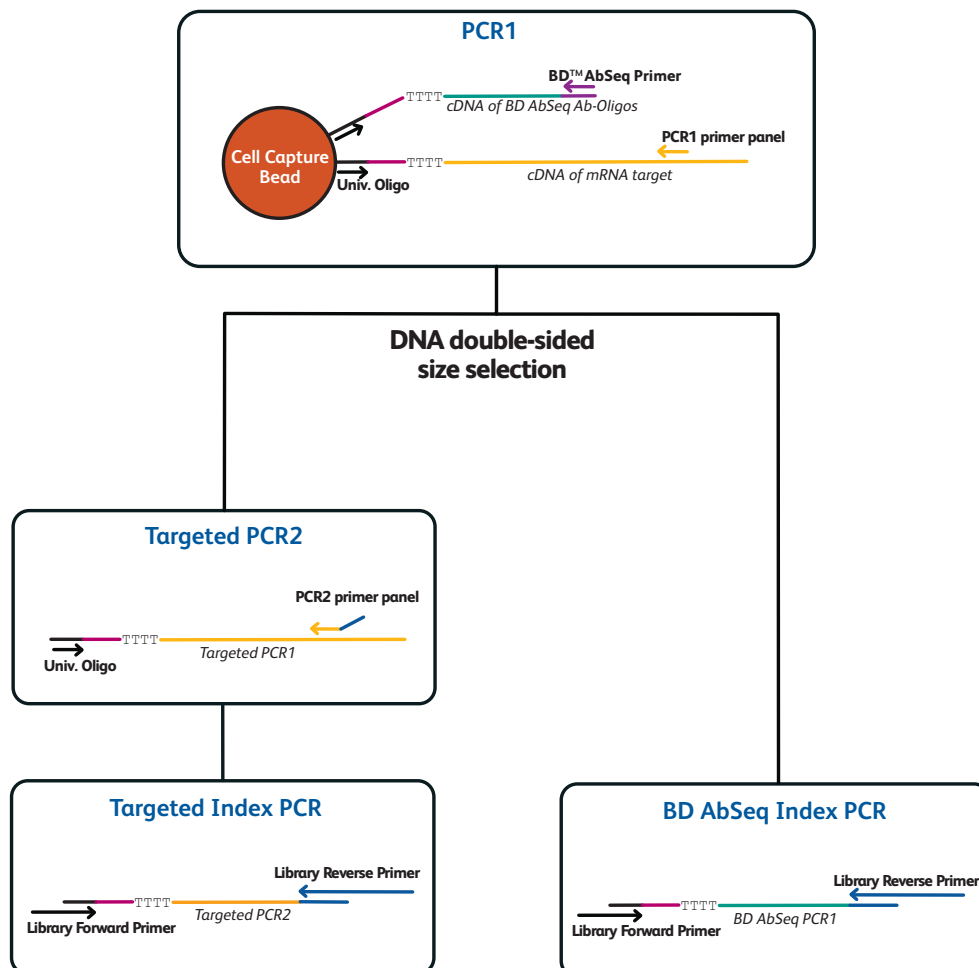 PCR1
BD™ AbSeq Primer
TTTT
cDNA of BD AbSeq Ab-Oligos
PCR1 primer panel
Cell Capture
Bead
TTTT
Univ. Oligo
cDNA of mRNA target
DNA double-sided
size selection
Targeted PCR2
PCR2 primer panel
TTTT
Univ. Oligo
Targeted PCR1
Targeted Index PCR
Library Reverse Primer
TTTT
Library Forward Primer
Targeted PCR2
BD AbSeq Index PCR
Library Reverse Primer
TTTT
Library Forward Primer
BD AbSeq PCR1